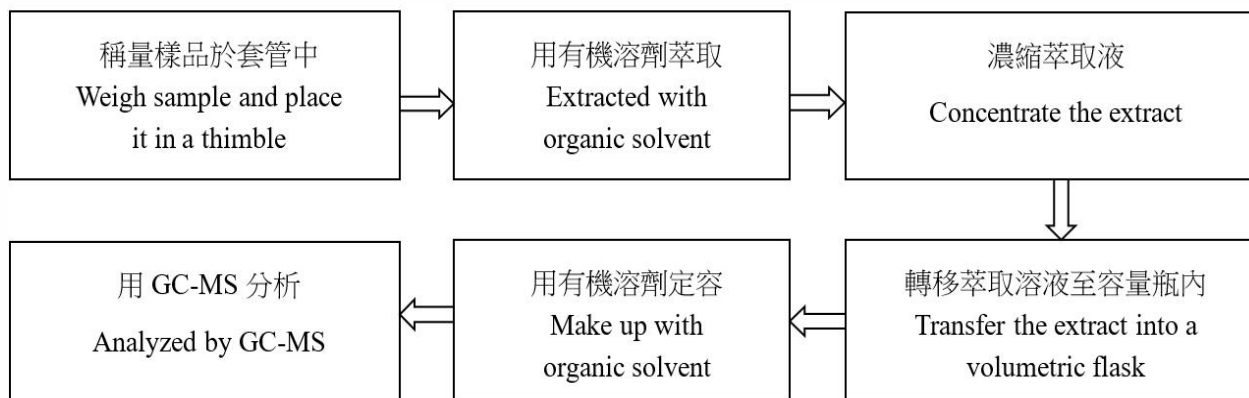 稱量樣品於套管中
Weigh sample and place
it in a thimble
用有機溶劑萃取
Extracted with
organic solvent
濃縮萃取液
Concentrate the extract
轉移萃取溶液至容量瓶內
Transfer the extract into a
volumetric flask
用有機溶劑定容
Make up with
organic solvent
用 GC-MS 分析
Analyzed by GC-MS